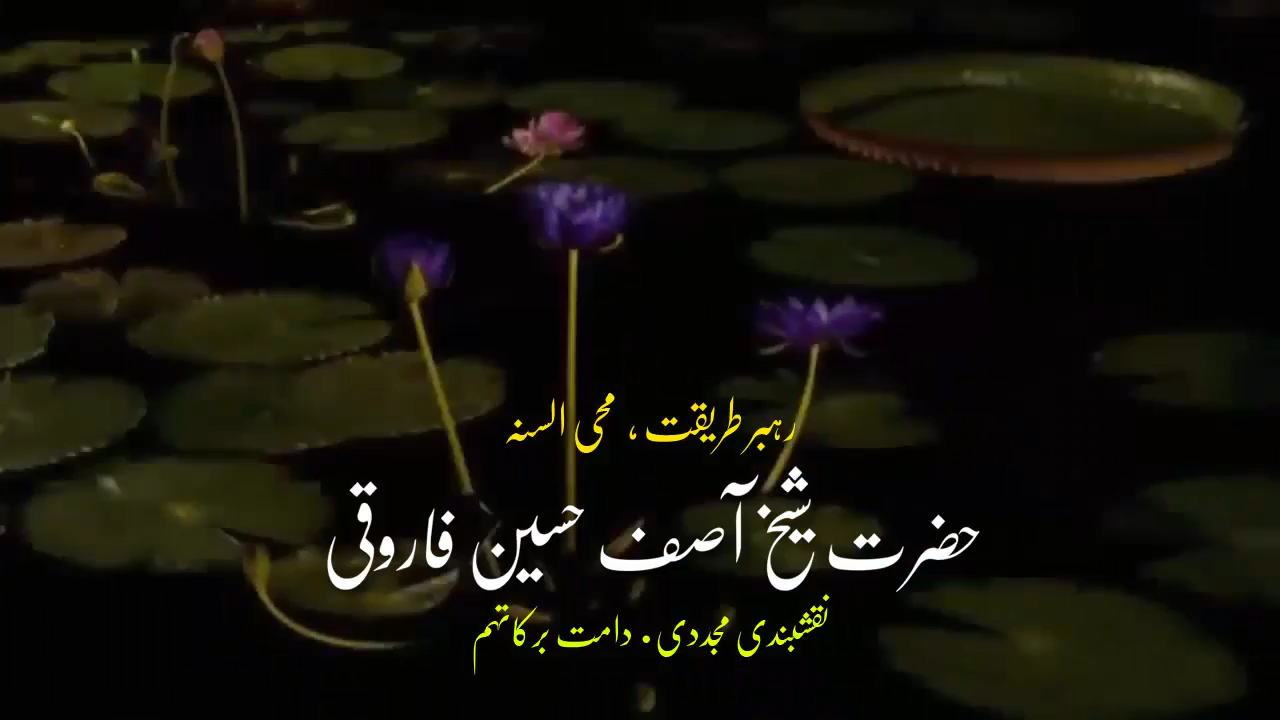 رہبر طریقت ، محی السنہ
حضرت شیخ آصف حسین فاروقی
نقشبندی مجددی . دامت برکاتہم